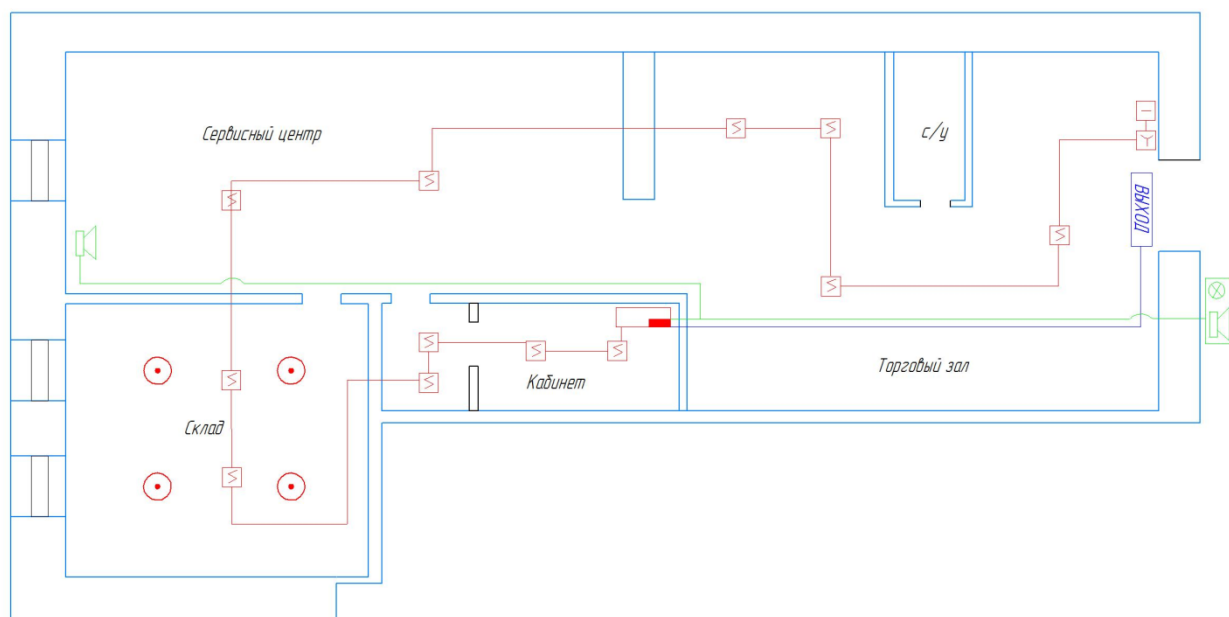 Сервисный центр
с/у
ВЫХОД
Кабинет
Торговый зал
Склад